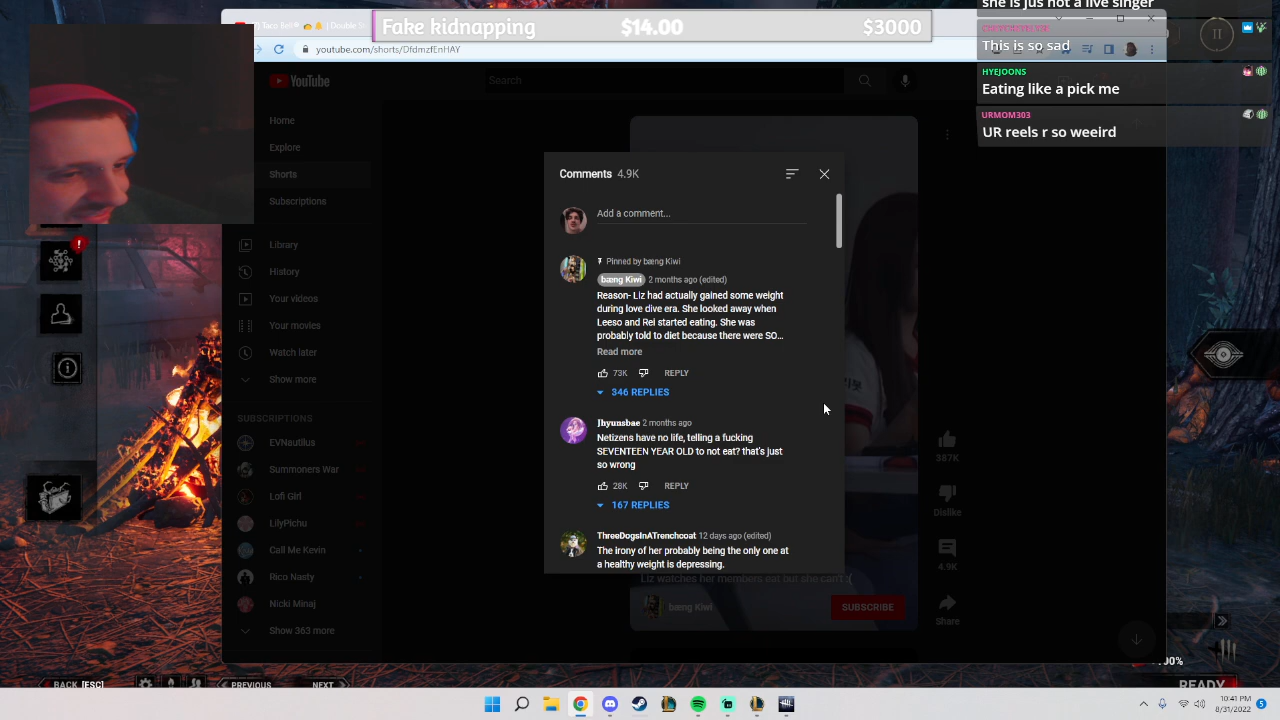 she is jus not a live singer
Taco Bell
| Double
Fake kidnapping
$14.00
$3000
This is so sad
youtube.com/shorts/DfdmzfEnHAY
HYEJOONS
Eating like a pick me
URMOM303
UR reels r so weeird
YouTube
Search
Home
Explore
Shorts
Subscriptions
Library
History
Your videos
Your movies
Watch later
Show more
SUBSCRIPTIONS
EVNautilus
Summoners War
Lofi Girl
LilyPichu
Call Me Kevin
Rico Nasty
Nicki Minaj
Show 363 more
Comments 4.9K
Add a comment...
Pinned by bæng Kiwi
bæng Kiwi 2 months ago (edited)
Reason- Liz had actually gained some weight
during love dive era. She looked away when
Leeso and Rei started eating. She was
probably told to diet because there were SO...
Read more
73K
REPLY
346 REPLIES
Jhyunsbae 2 months ago
Netizens have no life, telling a fucking
SEVENTEEN YEAR OLD to not eat? that's just
so wrong
28K
REPLY
167 REPLIES
ThreeDogsInATrenchcoat 12 days ago (edited)
The irony of her probably being the only one at
a healthy weight is depressing.
Liz watches her members eat but she can't :(
bæng Kiwi
SUBSCRIBE
387K
Dislike
4.9K
Share
100%
BACK [ESC]
PREVIOUS
NEXT
READY
1:49 PM
8/31/2022
5